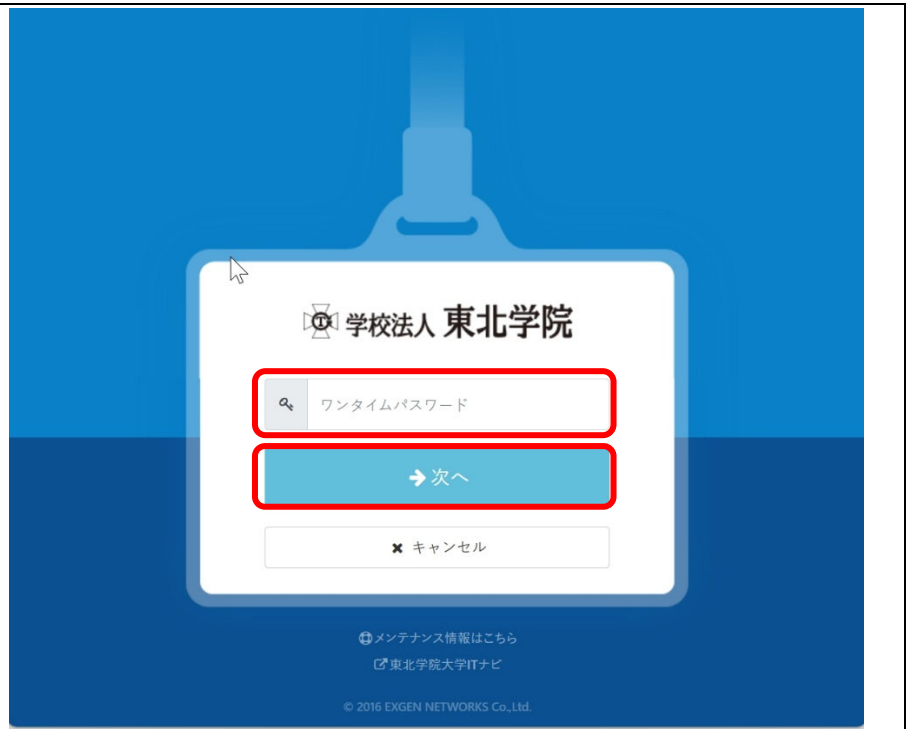 学校法人 東北学院
ワンタイムパスワード
次へ
キャンセル
メンテナンス情報はこちら
東北学院大学ITナビ
© 2016 EXGEN NETWORKS Co.,Ltd.